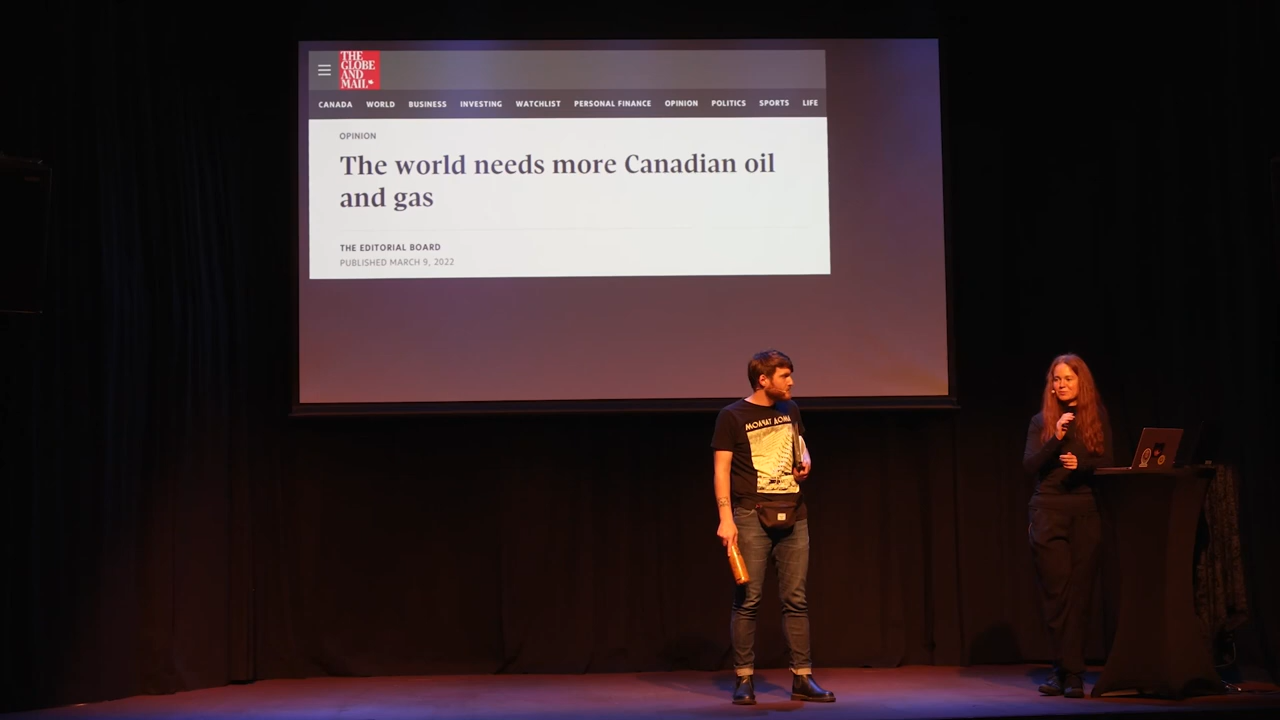 THE
GLOBE
AND
MAIL
CANADA WORLD BUSINESS INVESTING WATCHLIST PERSONAL FINANCE OPINION POLITICS SPORTS LIFE
OPINION
The world needs more Canadian oil
and gas
THE EDITORIAL BOARD
PUBLISHED MARCH 9, 2022